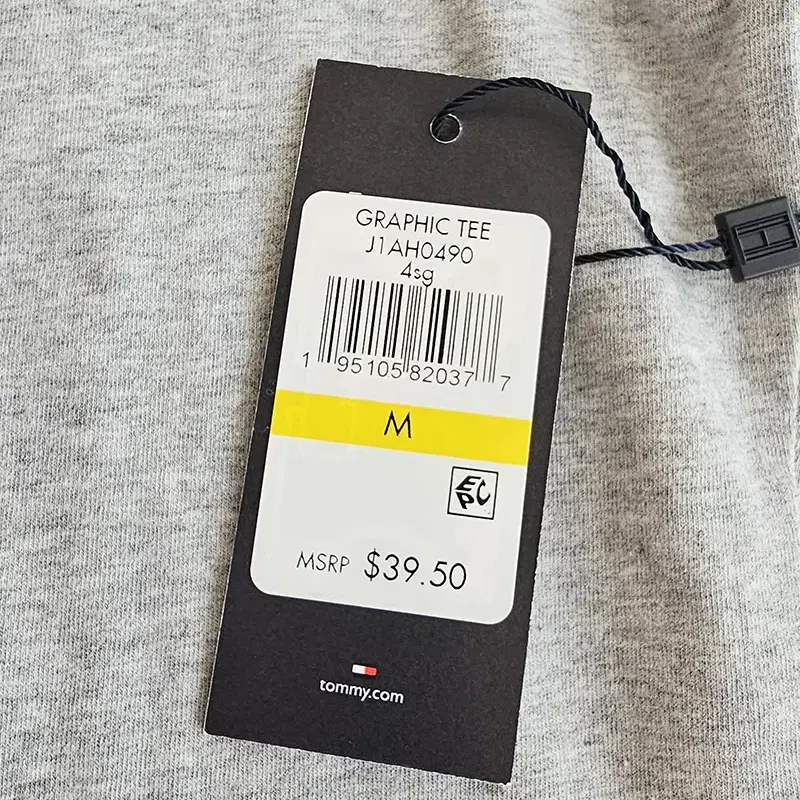 GRAPHIC TEE
J1AH0490
4sg
1 95105 82037 7
M
EPC
MSRP $39.50
tommy.com